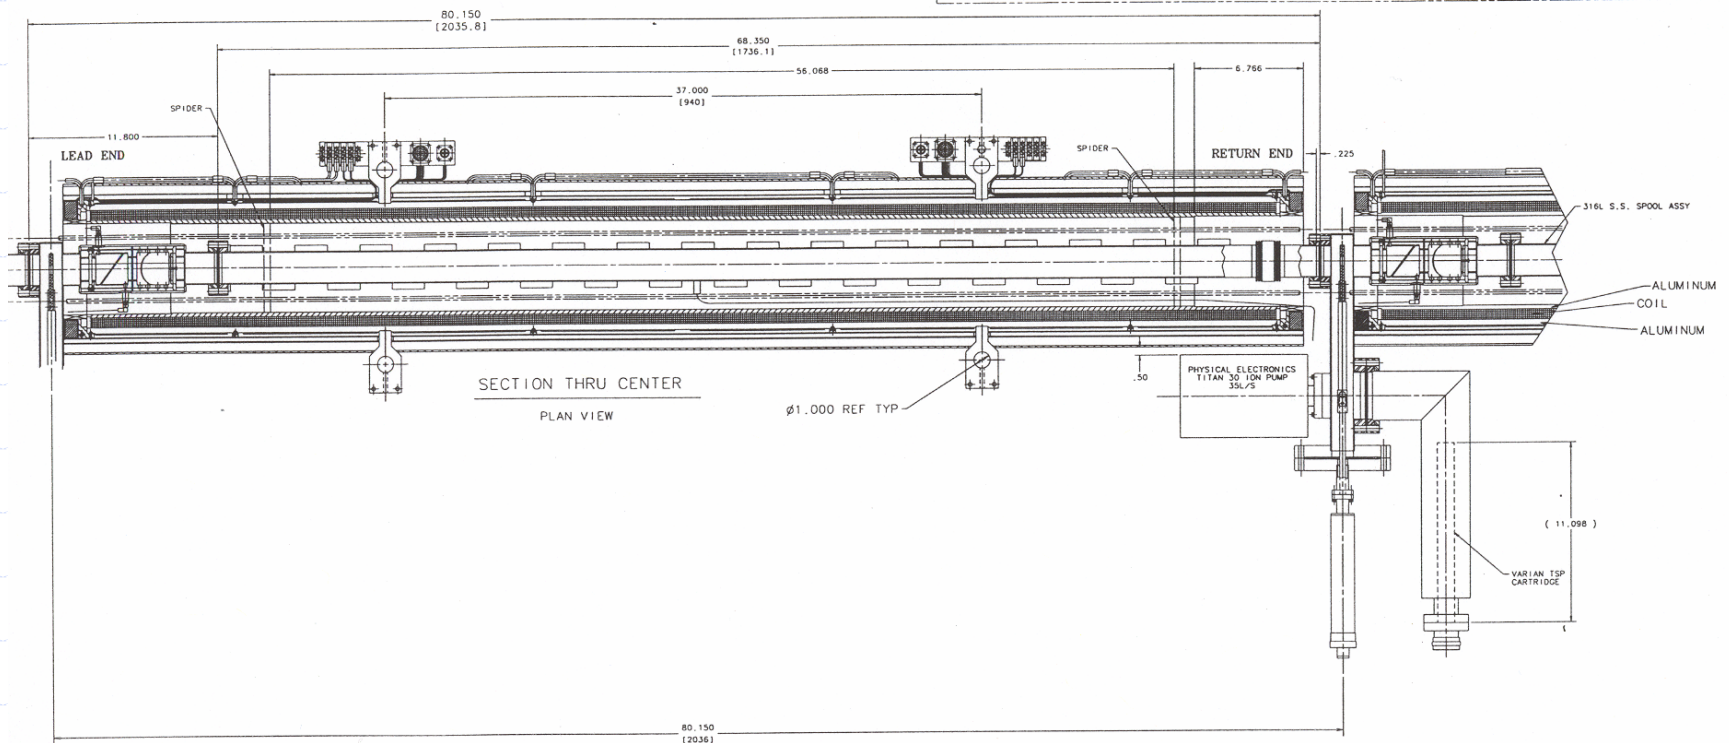 80.150
[2035.8]
68.350
[1736.1]
56.068
6.766
37.000
[940]
SPIDER
11.800
LEAD END
SPIDER
RETURN END
.225
316L S.S. SPOOL ASSY
ALUMINUM
COIL
ALUMINUM
SECTION THRU CENTER
PLAN VIEW
Ø1.000 REF TYP
.50
PHYSICAL ELECTRONICS
TITAN 30 ION PUMP
35L/S
( 11.098 )
VARIAN TSP
CARTRIDGE
80.150
[2036]